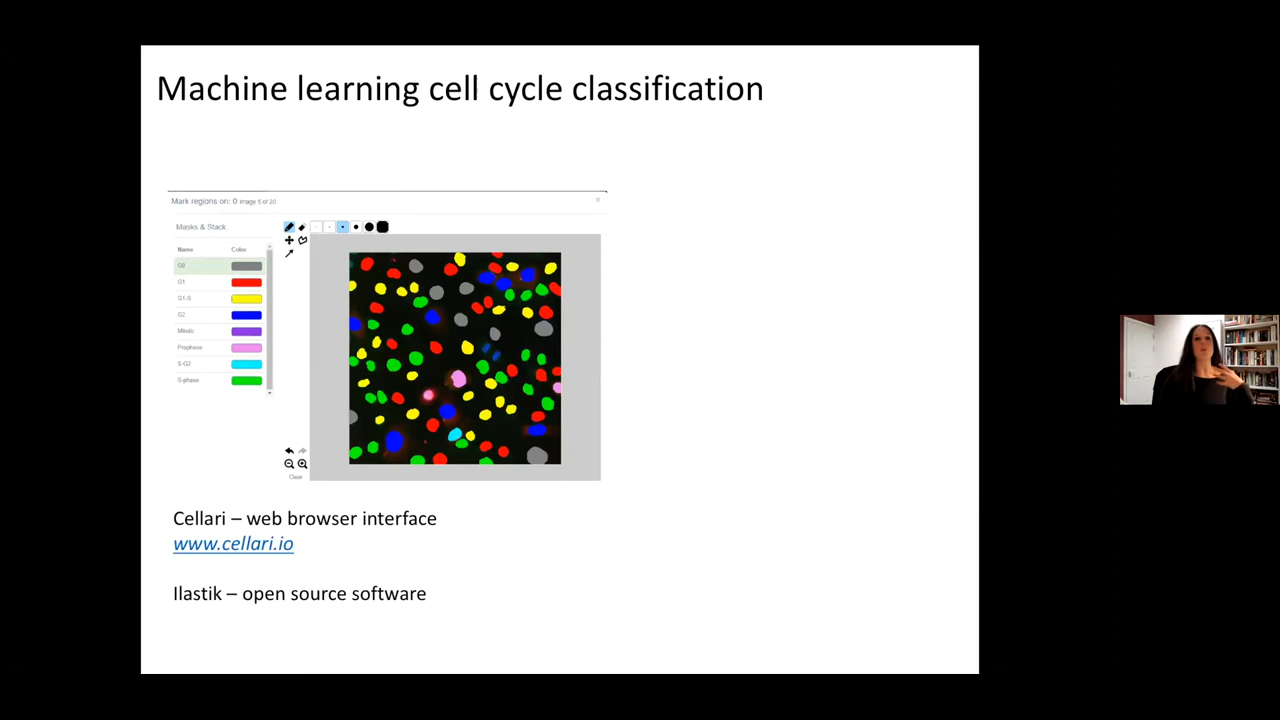 Machine learning cell cycle classification
Mark regions on: 0 image 5 of 20
Masks & Stack
Name Color
G0
G1
G1-S
G2
Mitotic
Prophase
S-G2
S-phase
Clear
Cellari – web browser interface
www.cellari.io
Ilastik – open source software